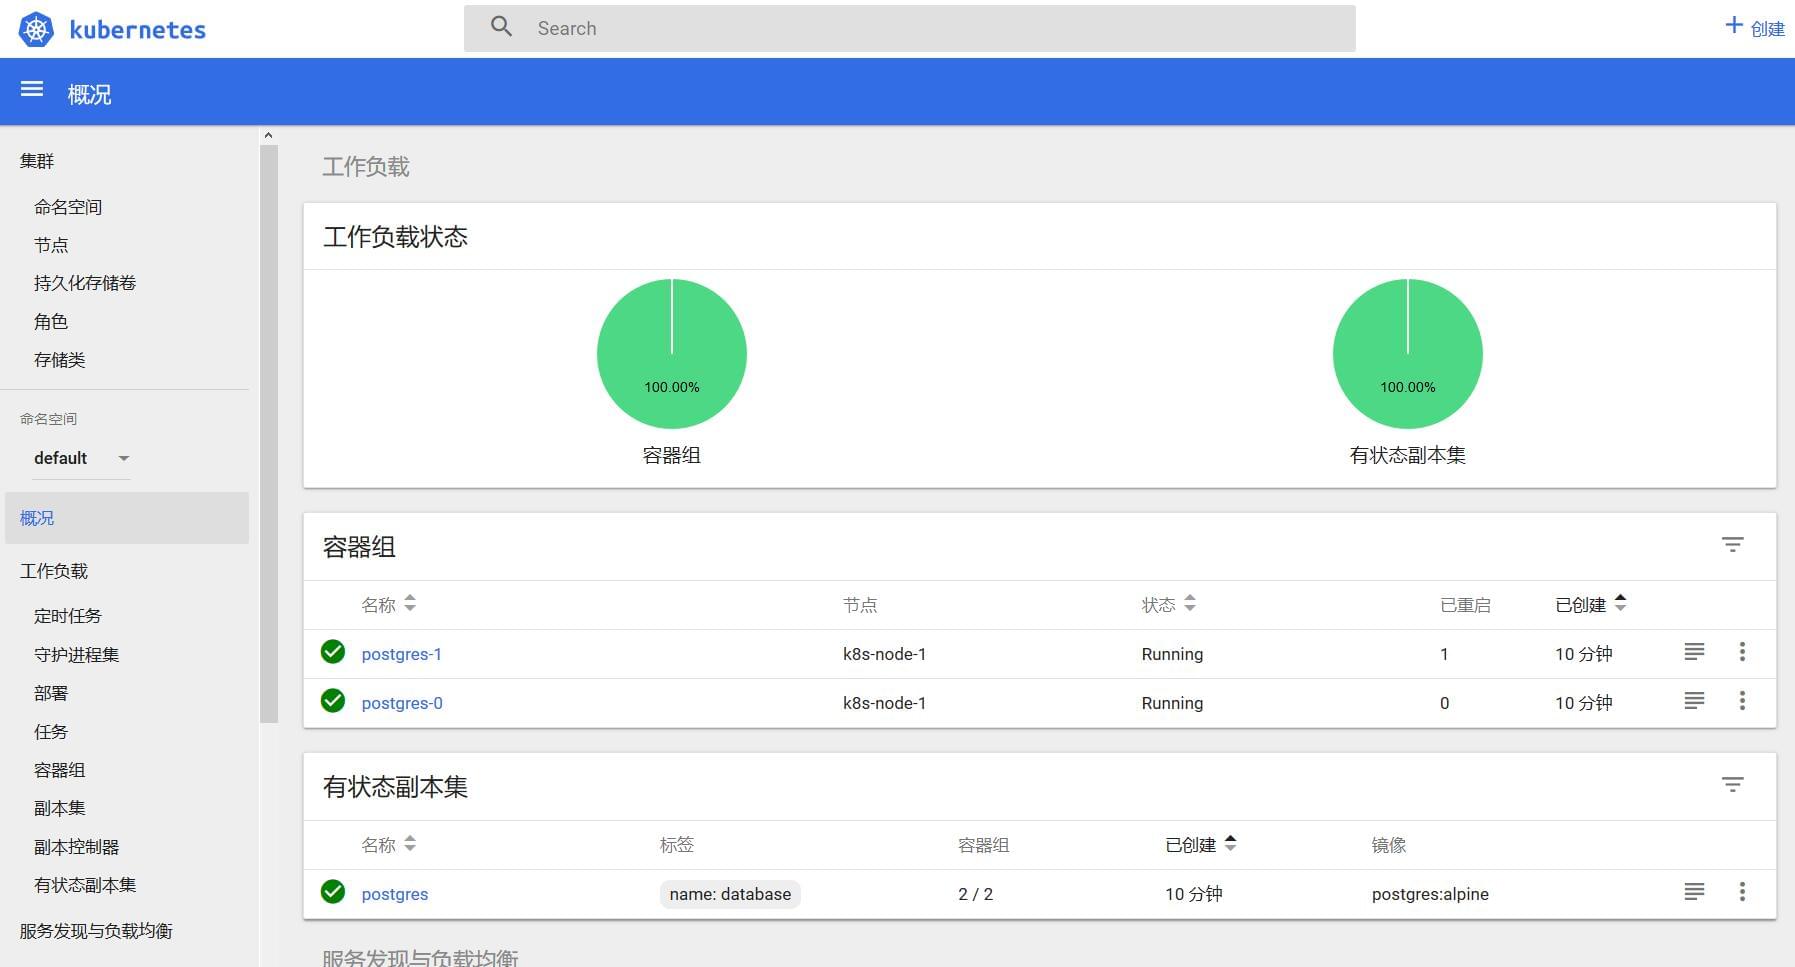 kubernetes
Search
创建
概况
集群
命名空间
节点
持久化存储卷
角色
存储类
命名空间
default
概况
工作负载
定时任务
守护进程集
部署
任务
容器组
副本集
副本控制器
有状态副本集
服务发现与负载均衡
工作负载
工作负载状态
100.00%
容器组
100.00%
有状态副本集
容器组
名称 节点 状态 已重启 已创建
postgres-1 k8s-node-1 Running 1 10 分钟
postgres-0 k8s-node-1 Running 0 10 分钟
有状态副本集
名称 标签 容器组 已创建 镜像
postgres name: database 2 / 2 10 分钟 postgres:alpine
服务发现与负载均衡